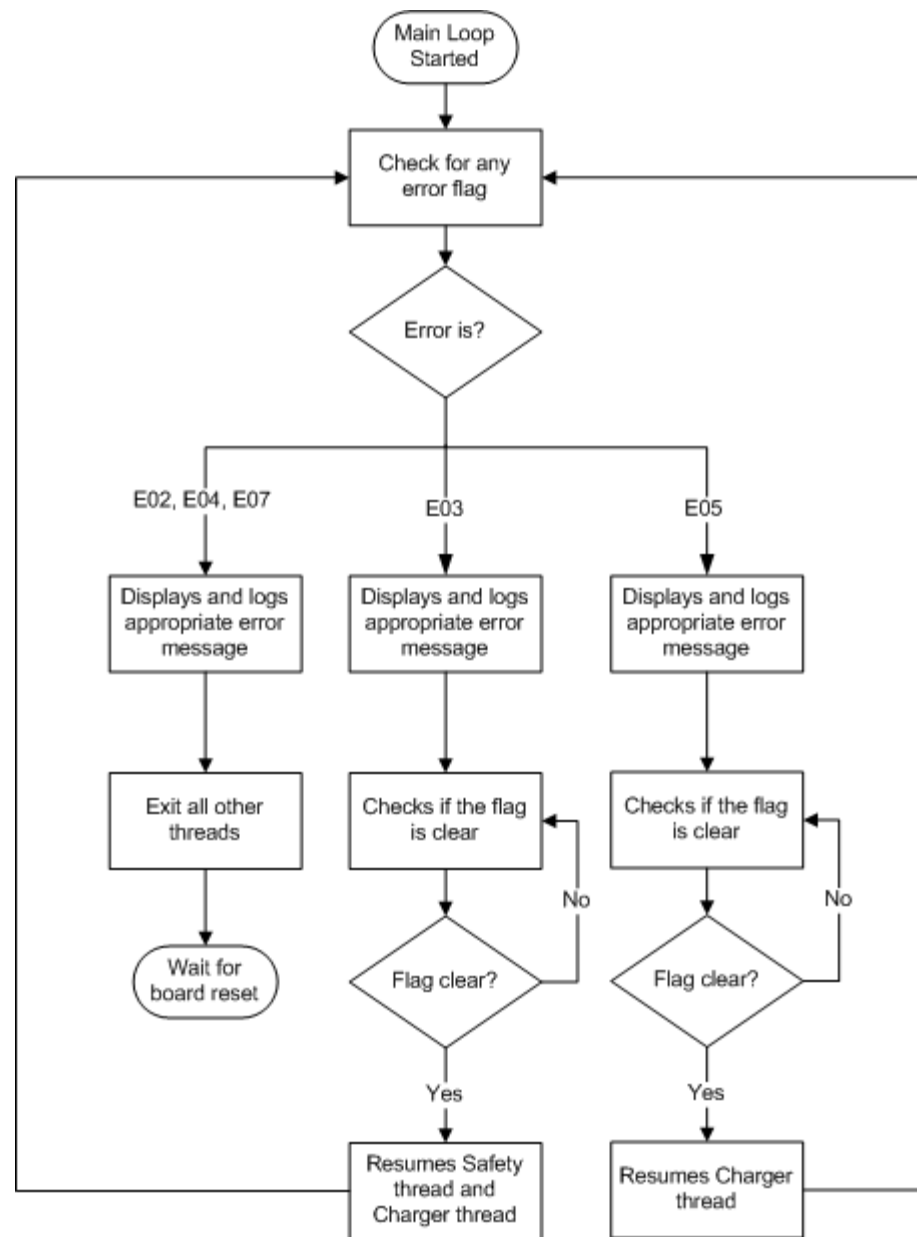 Main Loop
Started
Check for any
error flag
Error is?
E02, E04, E07
E03
E05
Displays and logs
appropriate error
message
Displays and logs
appropriate error
message
Displays and logs
appropriate error
message
Exit all other
threads
Checks if the flag
is clear
Checks if the flag
is clear
No
No
Wait for
board reset
Flag clear?
Flag clear?
Yes
Yes
Resumes Safety
thread and
Charger thread
Resumes Charger
thread